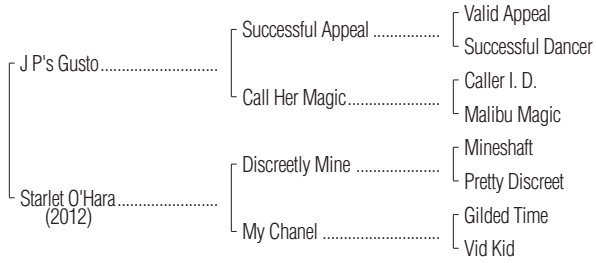 Valid Appeal
Successful Appeal ................
Successful Dancer
J P's Gusto............................
Caller I. D.
Call Her Magic......................
Malibu Magic
Mineshaft
Discreetly Mine ....................
Pretty Discreet
Starlet O'Hara........................
(2012)
Gilded Time
My Chanel ............................
Vid Kid